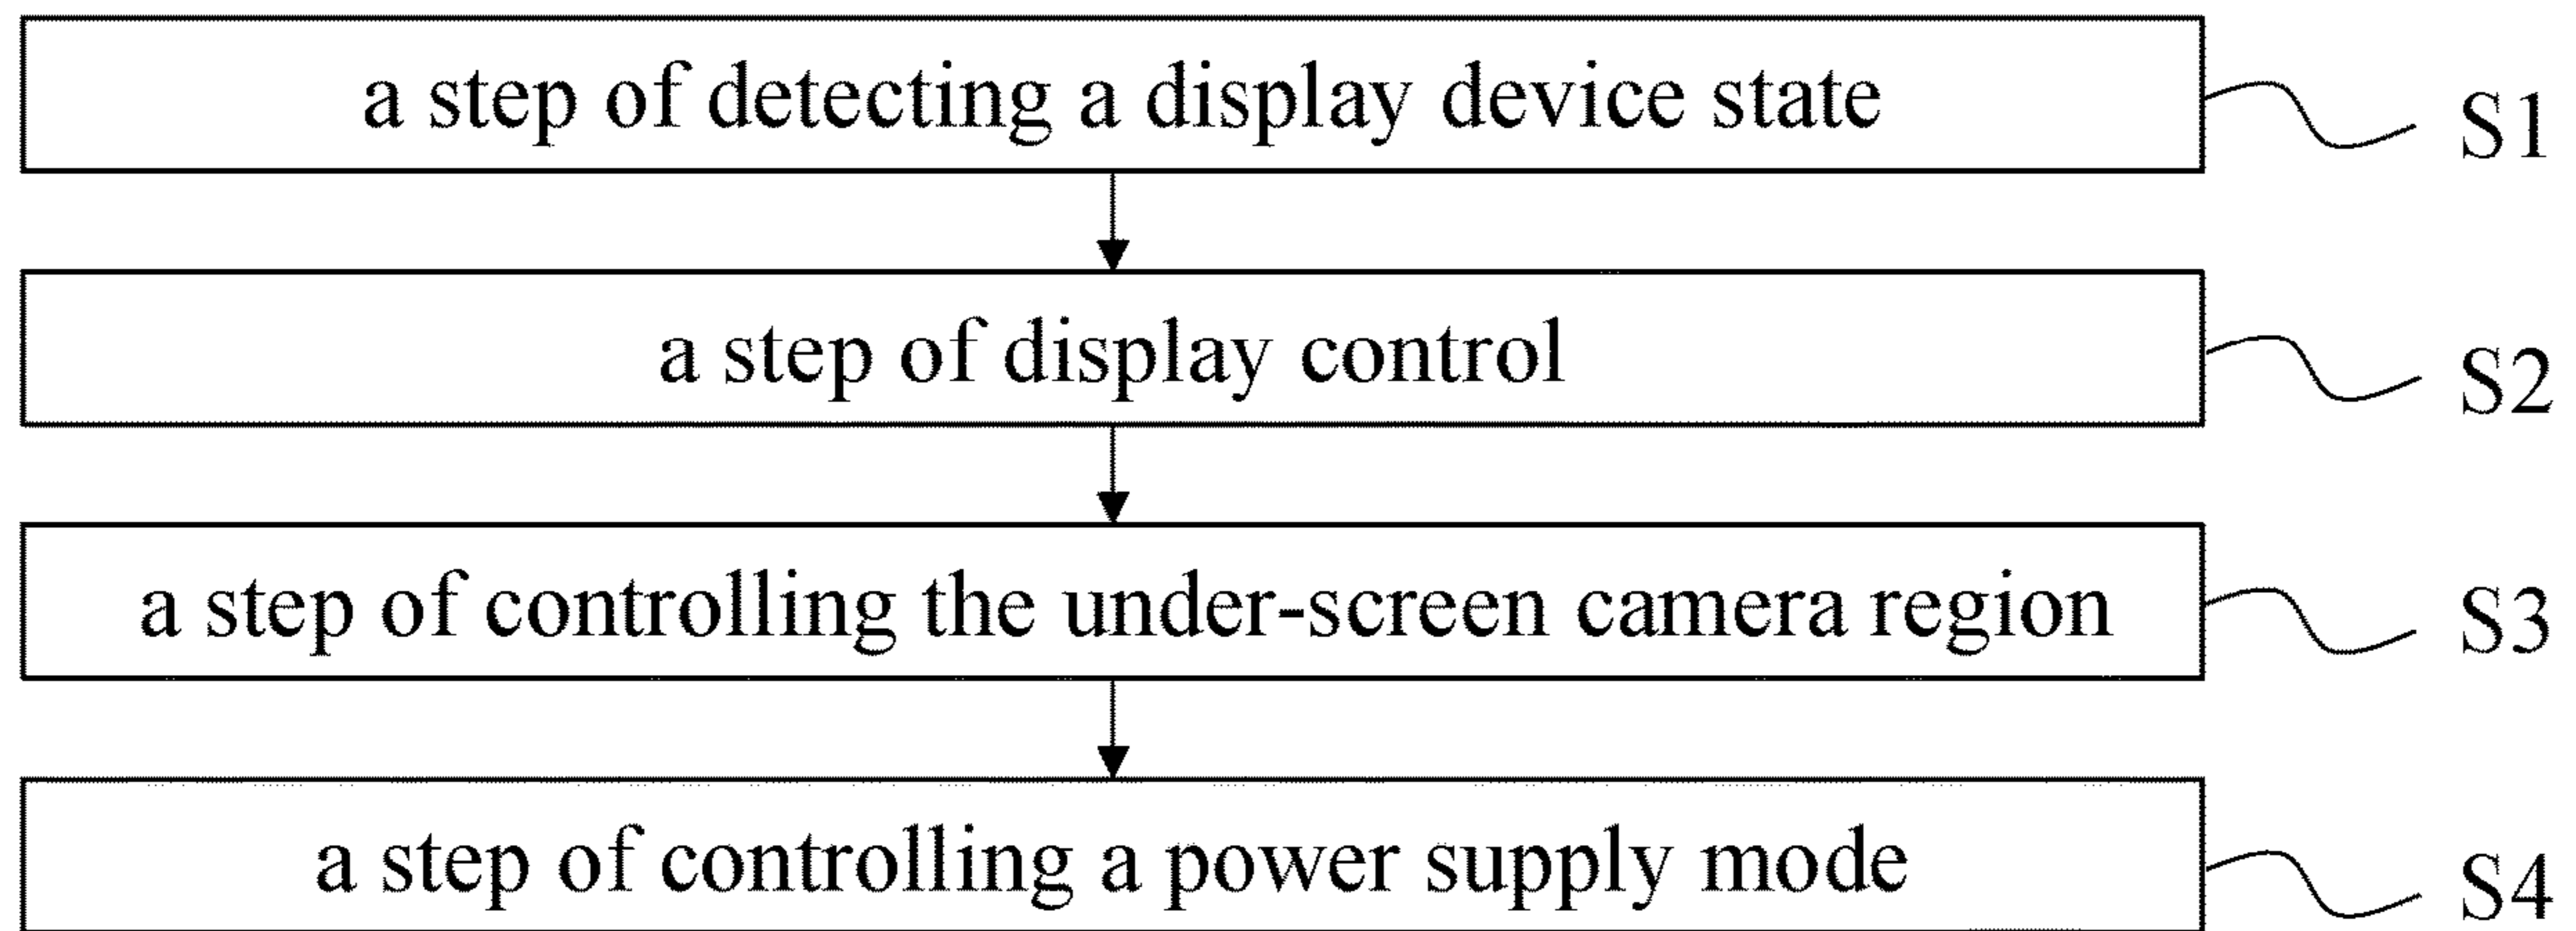 a step of detecting a display device state S1
a step of display control S2
a step of controlling the under-screen camera region S3
a step of controlling a power supply mode S4